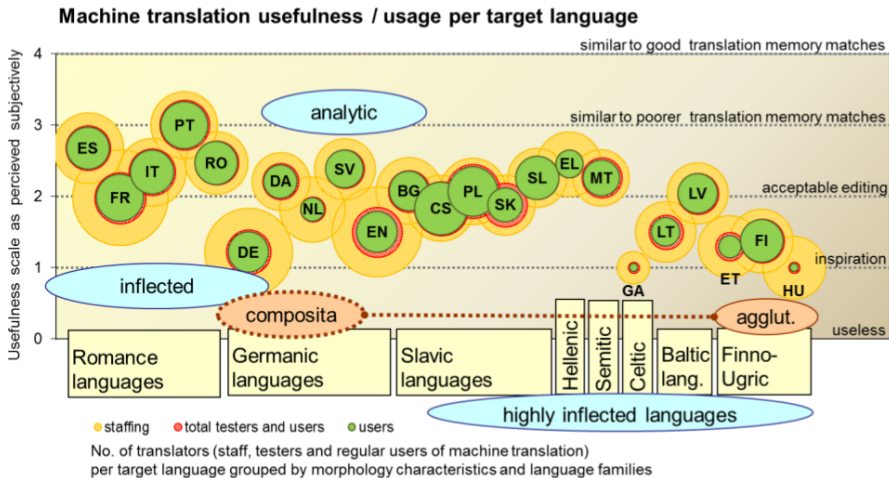 Machine translation usefulness / usage per target language
Usefulness scale as percieved subjectively
4
3
2
1
0
similar to good translation memory matches
similar to poorer translation memory matches
acceptable editing
inspiration
useless
analytic
inflected
composita
agglut.
highly inflected languages
ES
FR
IT
PT
RO
DE
DA
NL
SV
EN
BG
CS
PL
SK
SL
EL
MT
GA
LT
LV
ET
FI
HU
Romance
languages
Germanic
languages
Slavic
languages
Hellenic
Semitic
Celtic
Baltic
lang.
Finno-
Ugric
staffing
total testers and users
users
No. of translators (staff, testers and regular users of machine translation)
per target language grouped by morphology characteristics and language families